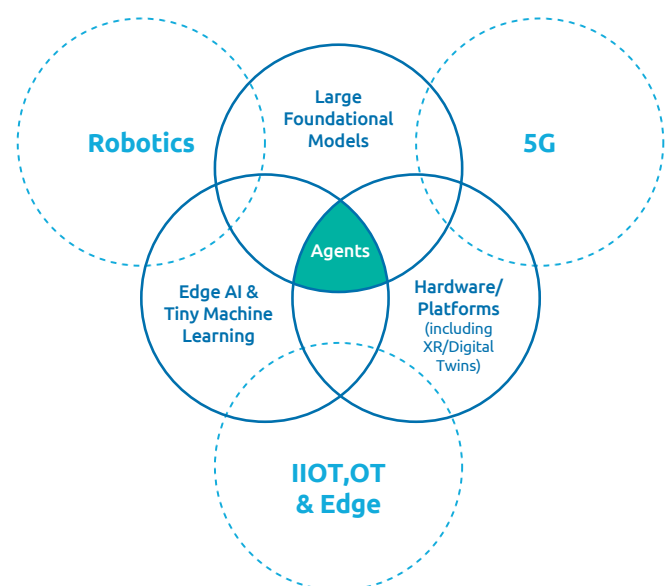 Large
Foundational
Models
Robotics
5G
Agents
Edge AI &
Tiny Machine
Learning
Hardware/
Platforms
(including
XR/Digital
Twins)
IIOT,OT
& Edge